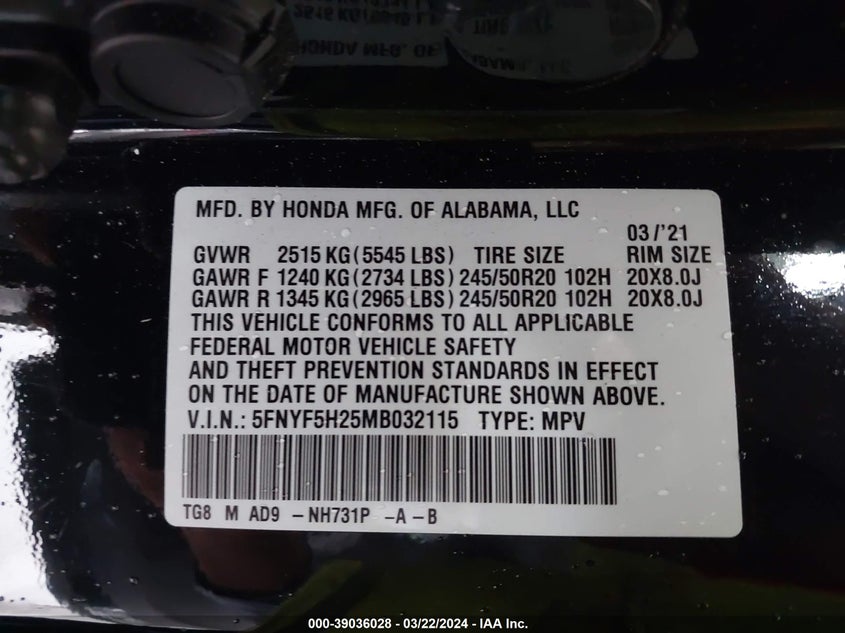 MFD. BY HONDA MFG. OF ALABAMA, LLC
03/'21
GVWR 2515 KG (5545 LBS) TIRE SIZE RIM SIZE
GAWR F 1240 KG (2734 LBS) 245/50R20 102H 20X8.0J
GAWR R 1345 KG (2965 LBS) 245/50R20 102H 20X8.0J
THIS VEHICLE CONFORMS TO ALL APPLICABLE
FEDERAL MOTOR VEHICLE SAFETY
AND THEFT PREVENTION STANDARDS IN EFFECT
ON THE DATE OF MANUFACTURE SHOWN ABOVE.
V.I.N.: 5FNYF5H25MB032115 TYPE: MPV
TG8 M AD9 -NH731P -A -B
000-39036028 - 03/22/2024 - IAA Inc.